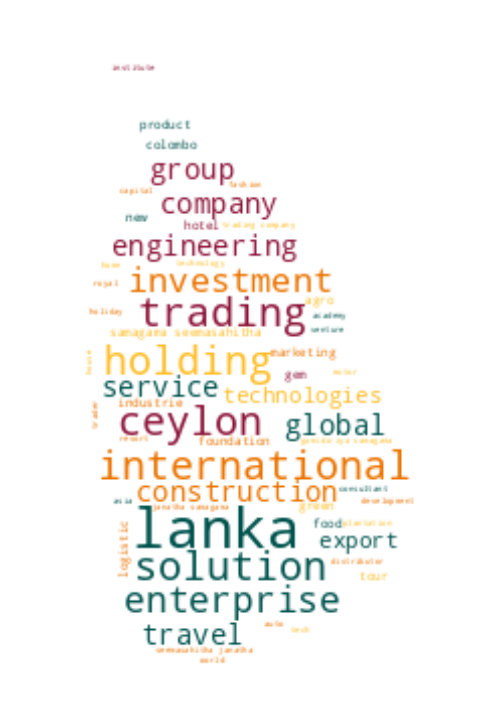 institute
product
colombo
group
capital fashion
company
new
hotel trading company
engineering
home technology
investment
royal
agro
trading
holiday academy
venture
samagama seemasahitha
holding
marketing
house
gem motor
service
technologies
trader industrie
ceylon global
resort foundation
international
construction consultant
asia development
janatha samagama green
lanka
food plantation
logistic export
solution distributor
tour
enterprise
travel auto
tech
seemasahitha janatha
world